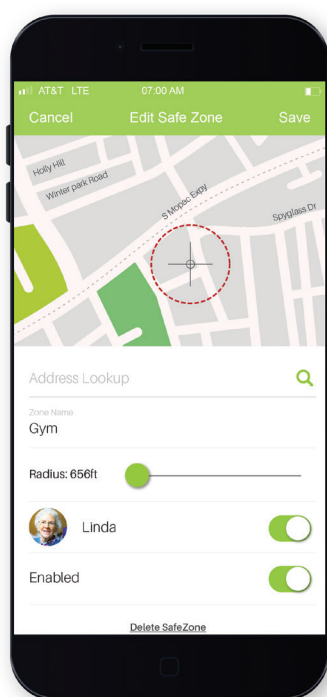 AT&T LTE 07:00 AM
Cancel Edit Safe Zone Save
Holly Hill
Winter park Road
S Mopac Expy
Spyglass Dr
Address Lookup
Zone Name
Gym
Radius: 656ft
Linda
Enabled
Delete SafeZone